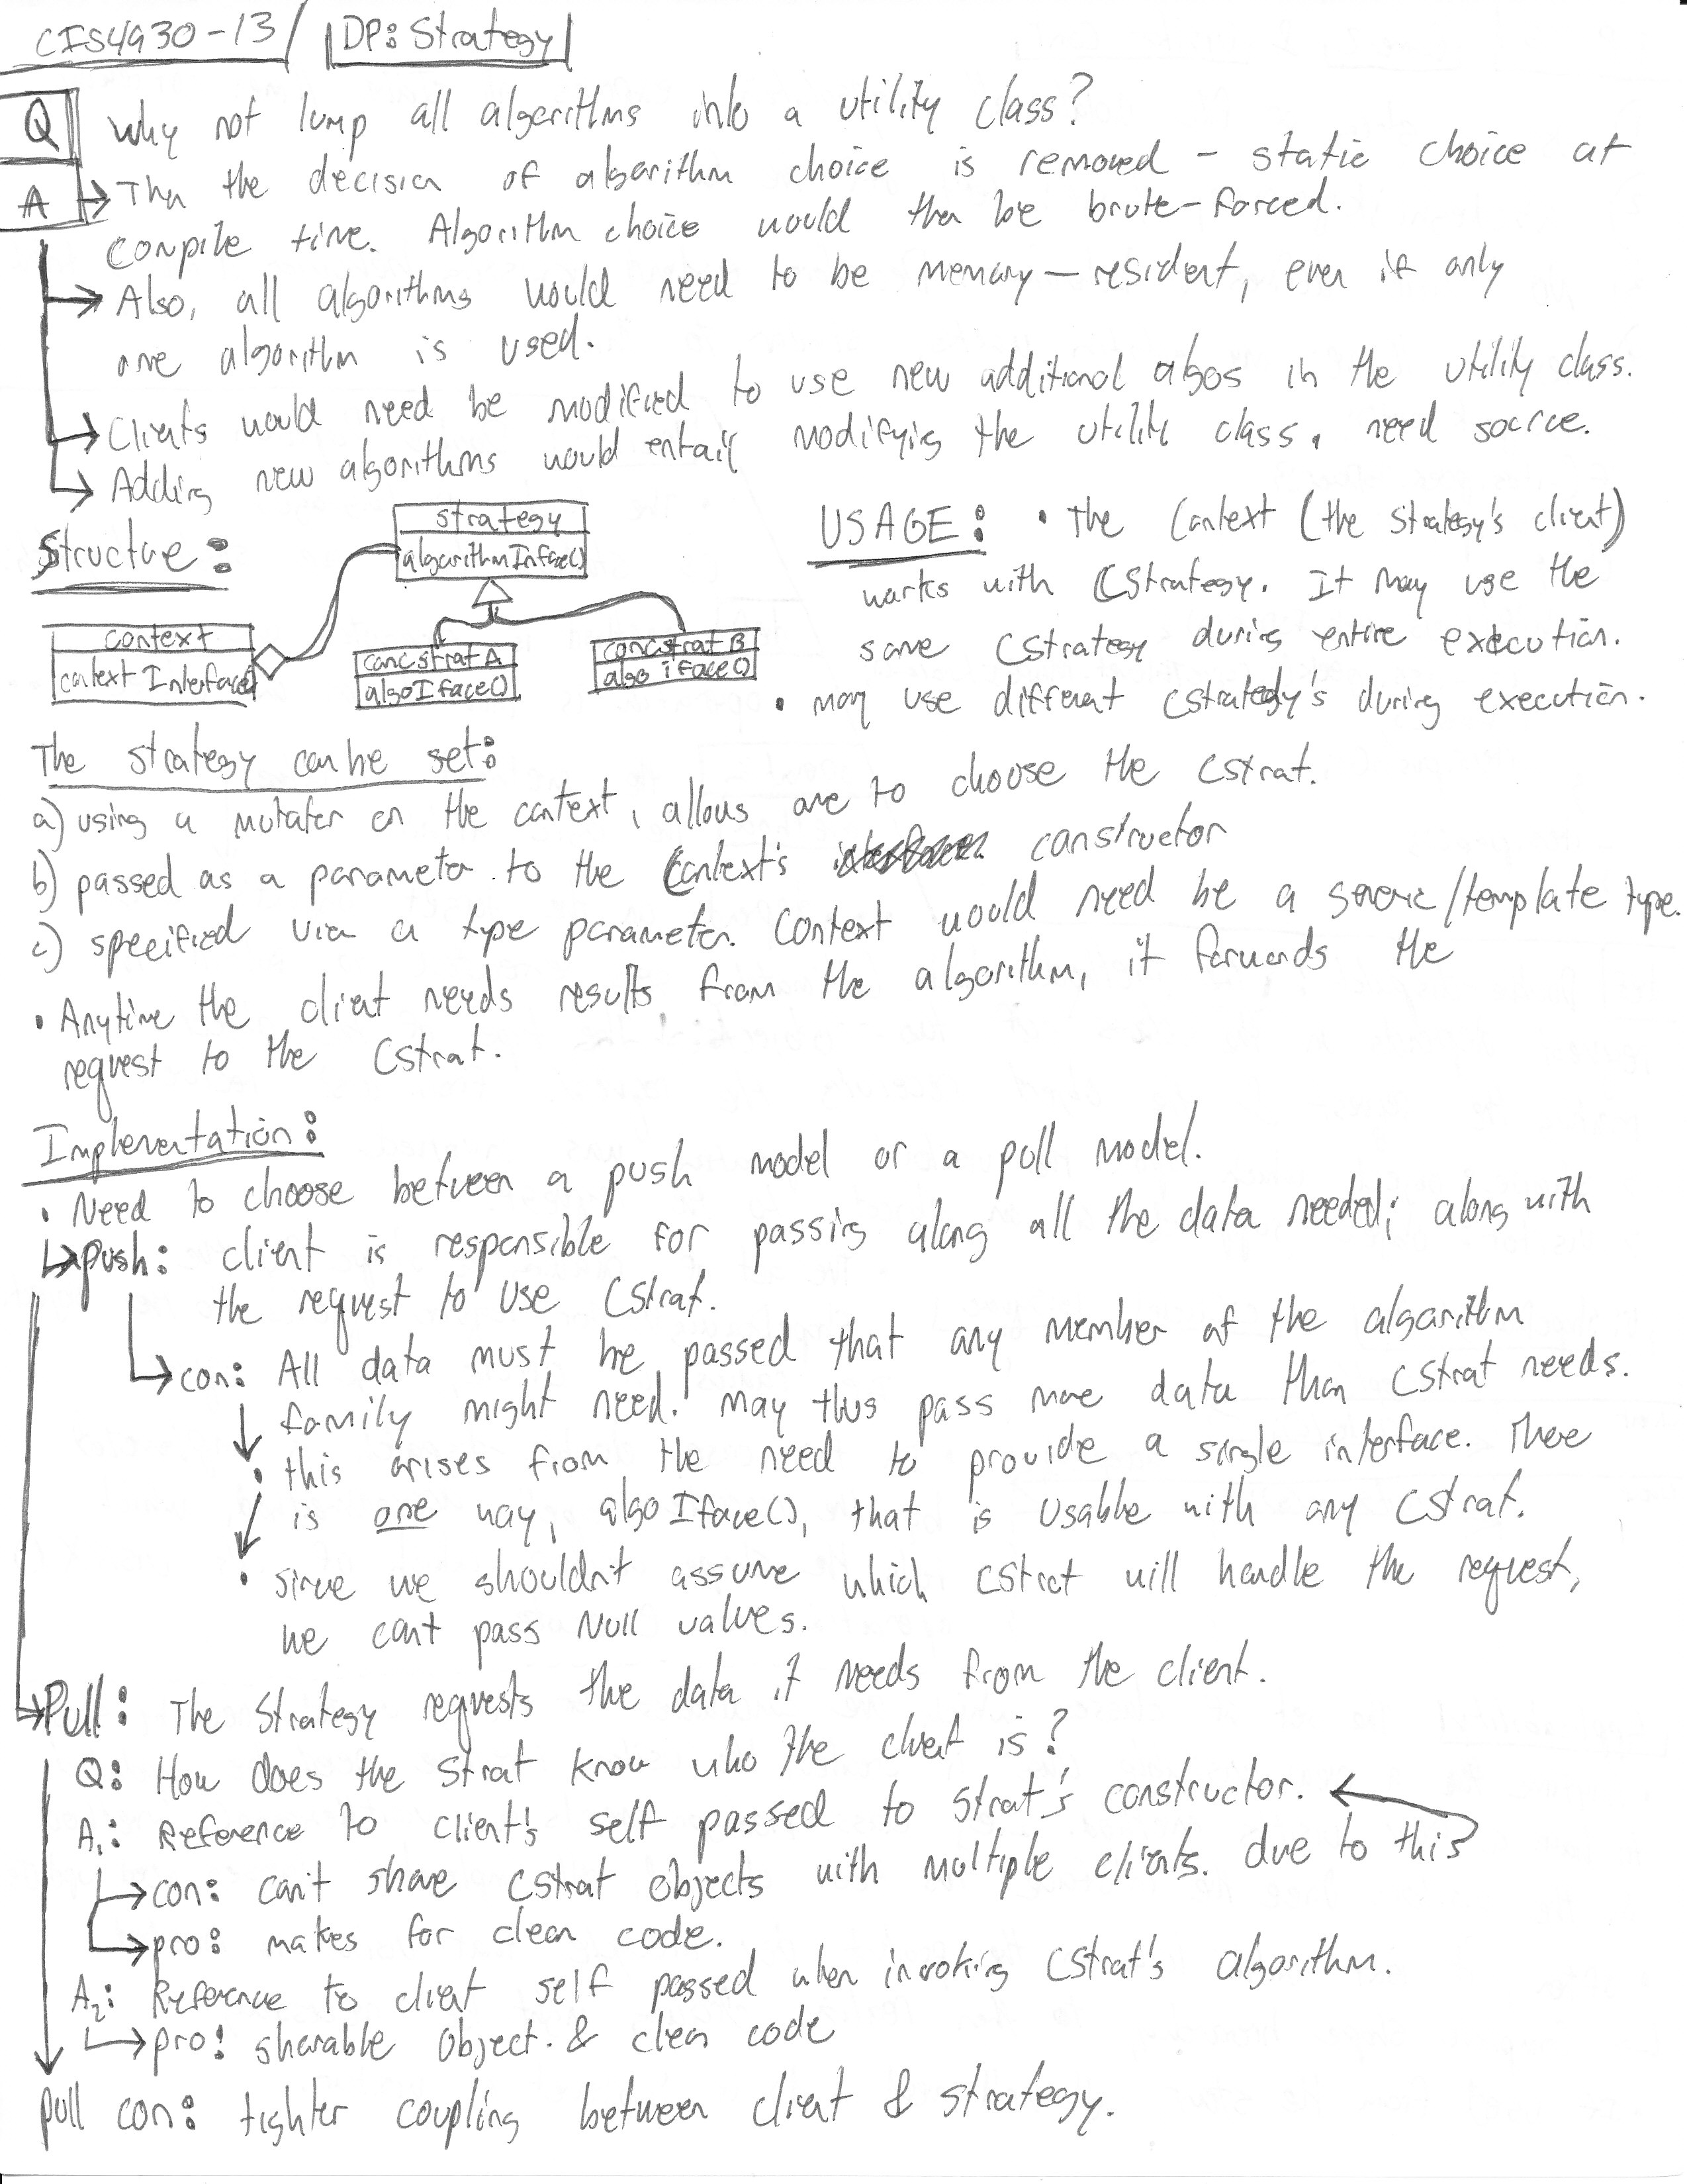 CIS4930-13 / DP: Strategy
Q Why not lump all algorithms into a utility class?
A → Then the decision of algorithm choice is removed - static choice at
compile time. Algorithm choice would then be brute-forced.
→ Also, all algorithms would need to be memory-resident, even if only
one algorithm is used.
→ Clients would need be modified to use new additional algos in the utility class.
→ Adding new algorithms would entail modifying the utility class, need source.
Structure:
strategy
algorithmInface()
context
contextInterface()
concstratA
algoIface()
concstratB
algoiface()
USAGE: • The Context (the strategy's client)
works with CStrategy. It may use the
same CStrategy during entire execution.
• may use different cstrategy's during execution.
The strategy can be set:
a) using a mutater on the context, allows one to choose the Cstrat.
b) passed as a parameter to the Context's constructor
c) specified via a type parameter. Context would need be a generic/template type.
• Anytime the client needs results from the algorithm, it forwards the
request to the Cstrat.
Implementation:
• Need to choose between a push model or a pull model.
↳ Push: client is responsible for passing along all the data needed; along with
the request to use CStrat.
↳ con: All data must be passed that any member of the algorithm
family might need. May thus pass more data than CStrat needs.
• this arises from the need to provide a single interface. There
is one way, algoIface(), that is usable with any CStrat.
• since we shouldn't assume which CStrat will handle the request,
we can't pass Null values.
→ Pull: The Strategy requests the data it needs from the client.
Q: How does the Strat know who the client is?
A1: Reference to client's self passed to Strat's constructor. ←
→ con: can't share CStrat objects with multiple clients. due to this
→ pro: makes for clean code.
A2: Reference to client self passed when invoking CStrat's algorithm.
↳ pro: sharable object. & clean code
pull con: tighter coupling between client & strategy.